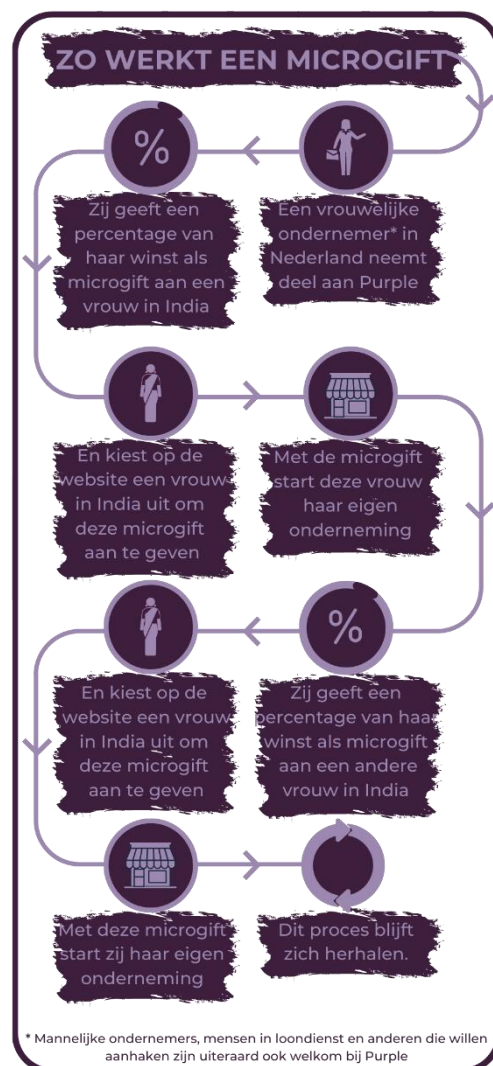 ZO WERKT EEN MICROGIFT
Een vrouwelijke
ondernemer* in
Nederland neemt
deel aan Purple
%
Zij geeft een
percentage van
haar winst als
microgift aan een
vrouw in India
En kiest op de
website een vrouw
in India uit om
deze microgift
aan te geven
Met de microgift
start deze vrouw
haar eigen
onderneming
%
Zij geeft een
percentage van haar
winst als microgift
aan een andere
vrouw in India
En kiest op de
website een vrouw
in India uit om
deze microgift
aan te geven
Met deze microgift
start zij haar eigen
onderneming
Dit proces blijft
zich herhalen.
* Mannelijke ondernemers, mensen in loondienst en anderen die willen
aanhaken zijn uiteraard ook welkom bij Purple